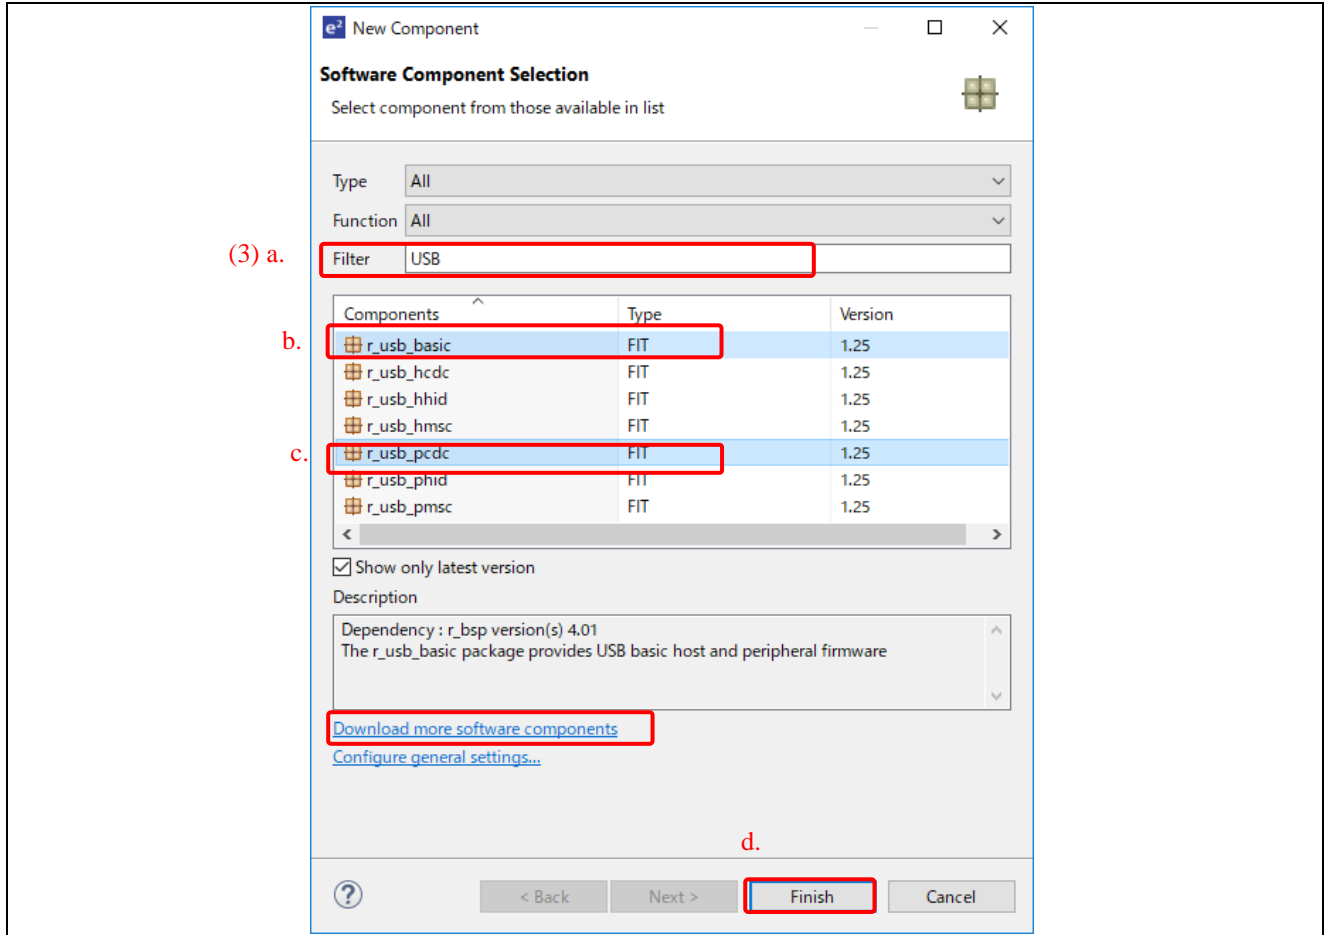 e² New Component
Software Component Selection
Select component from those available in list
Type All
Function All
(3) a. Filter USB
Components Type Version
b. r_usb_basic FIT 1.25
r_usb_hcdc FIT 1.25
r_usb_hhid FIT 1.25
r_usb_hmsc FIT 1.25
c. r_usb_pcdc FIT 1.25
r_usb_phid FIT 1.25
r_usb_pmsc FIT 1.25
Show only latest version
Description
Dependency : r_bsp version(s) 4.01
The r_usb_basic package provides USB basic host and peripheral firmware
Download more software components
Configure general settings...
d.
? < Back Next > Finish Cancel